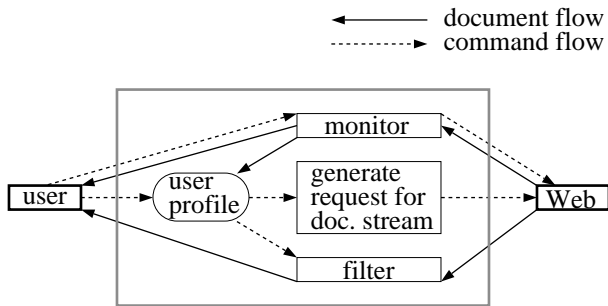 document flow
command flow
monitor
user
user
profile
generate
request for
doc. stream
Web
filter